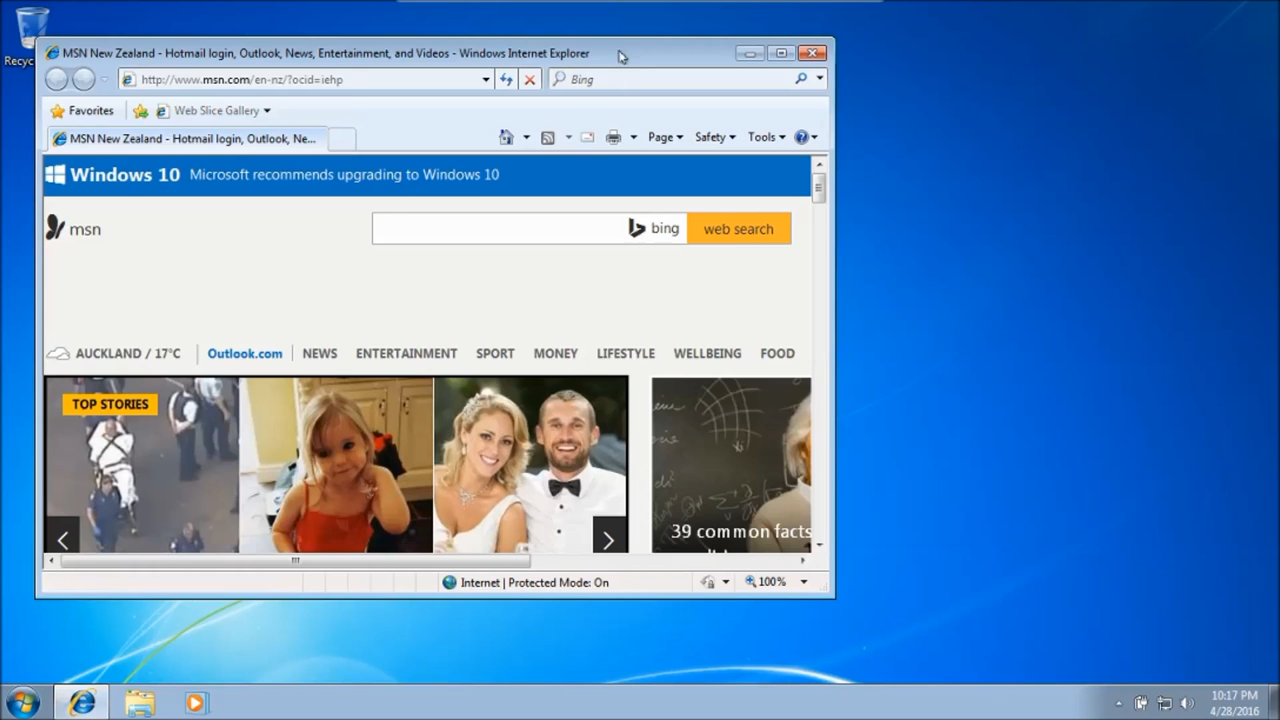 Recyc
MSN New Zealand - Hotmail login, Outlook, News, Entertainment, and Videos - Windows Internet Explorer
http://www.msn.com/en-nz/?ocid=iehp
Bing
Favorites Web Slice Gallery
MSN New Zealand - Hotmail login, Outlook, Ne...
Page Safety Tools
Windows 10 Microsoft recommends upgrading to Windows 10
msn
bing web search
AUCKLAND / 17°C Outlook.com NEWS ENTERTAINMENT SPORT MONEY LIFESTYLE WELLBEING FOOD
TOP STORIES
39 common facts
Internet | Protected Mode: On
100%
10:17 PM
4/28/2016